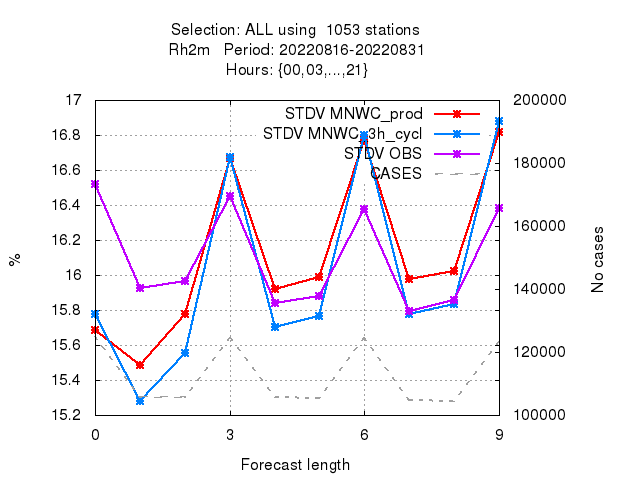 Selection: ALL using  1053 stations
Rh2m   Period: 20220816-20220831
Hours: {00,03,...,21}
17
16.8
16.6
16.4
16.2
16
15.8
15.6
15.4
15.2
%
STDV MNWC_prod
STDV MNWC_3h_cycl
STDV OBS
CASES
200000
180000
160000
140000
120000
100000
No cases
0
3
6
9
Forecast length